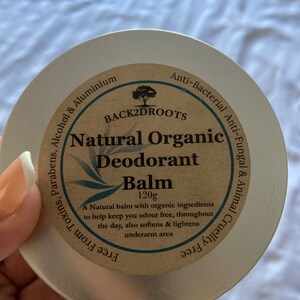 BACK2DROOTS
Natural Organic
Deodorant
Balm
120g
A Natural balm with organic ingredients
to help keep you odour free, throughout
the day, also softens & lightens
underarm area
Free From Toxins, Parabens, Alcohol & Aluminium
Anti-Bacterial Anti-Fungal & Animal Cruelty Free